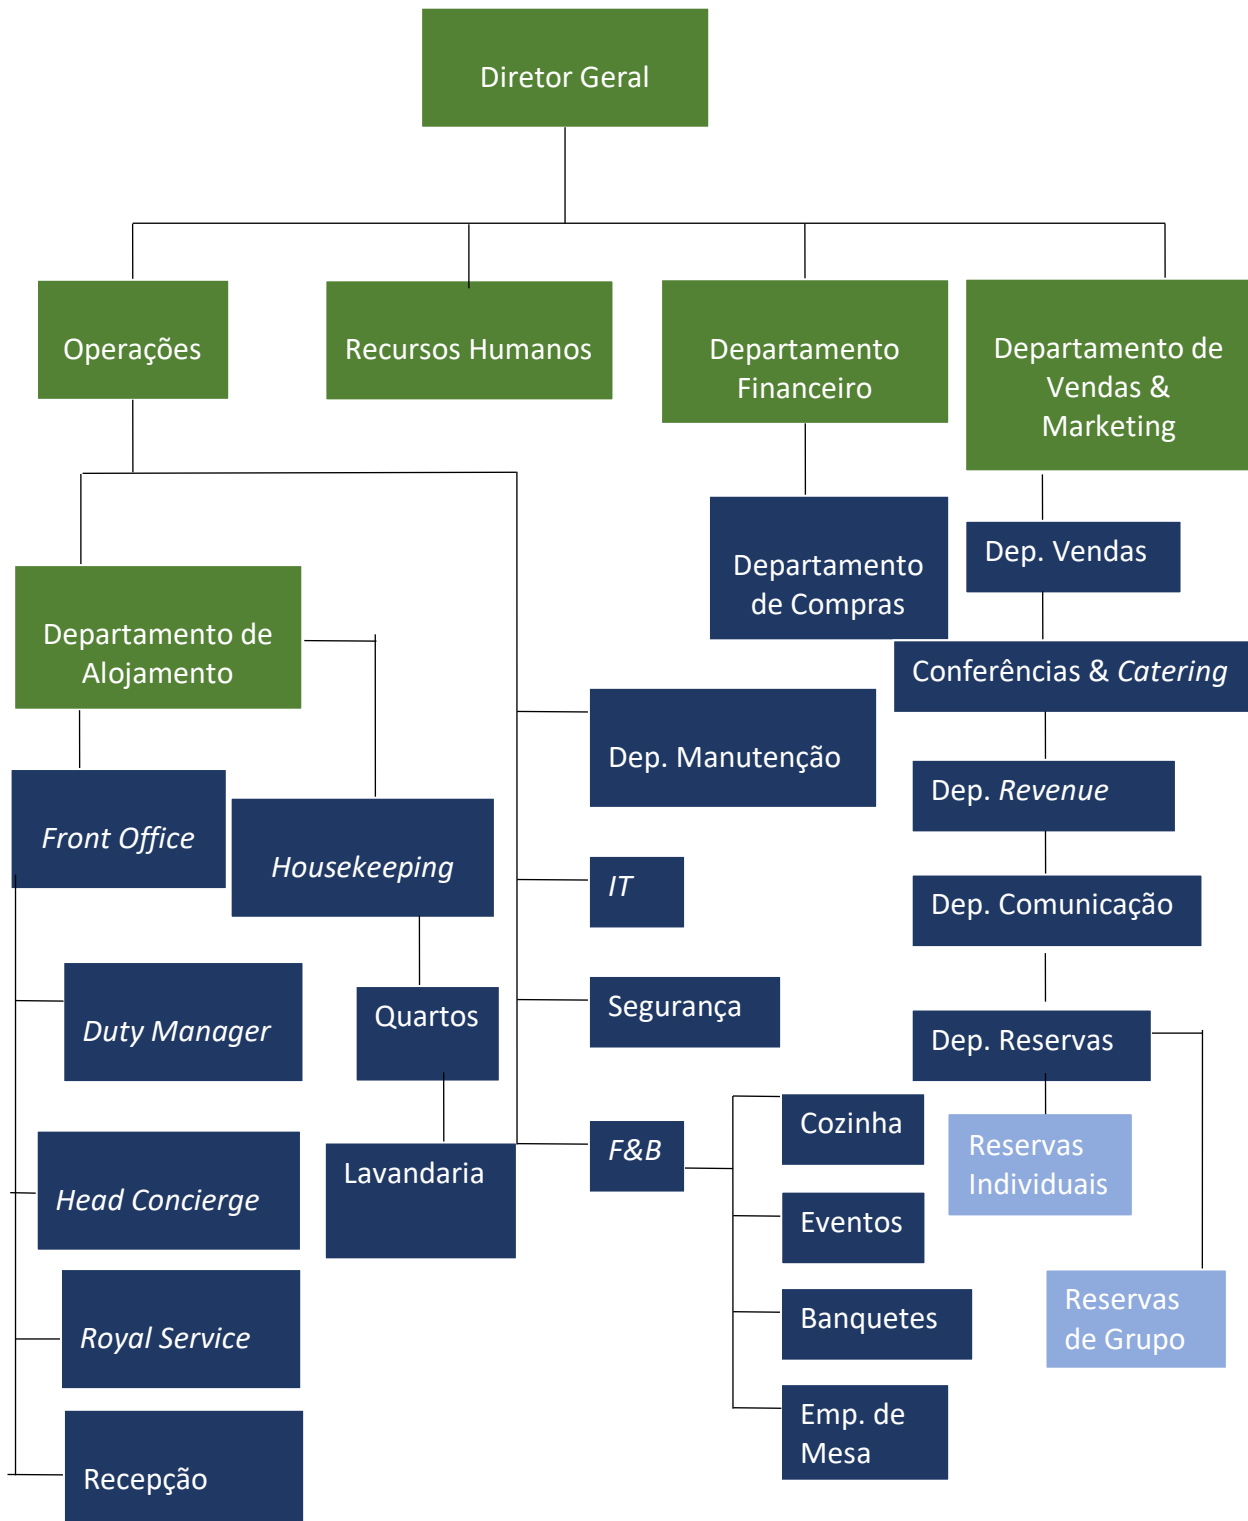 Diretor Geral
Operações
Recursos Humanos
Departamento
Financeiro
Departamento de
Vendas &
Marketing
Departamento
de Compras
Dep. Vendas
Departamento de
Alojamento
Conferências & Catering
Dep. Manutenção
Dep. Revenue
Front Office
Housekeeping
IT
Dep. Comunicação
Duty Manager
Quartos
Segurança
Dep. Reservas
Head Concierge
Lavandaria
F&B
Cozinha
Reservas
Individuais
Eventos
Royal Service
Banquetes
Reservas
de Grupo
Recepção
Emp. de
Mesa